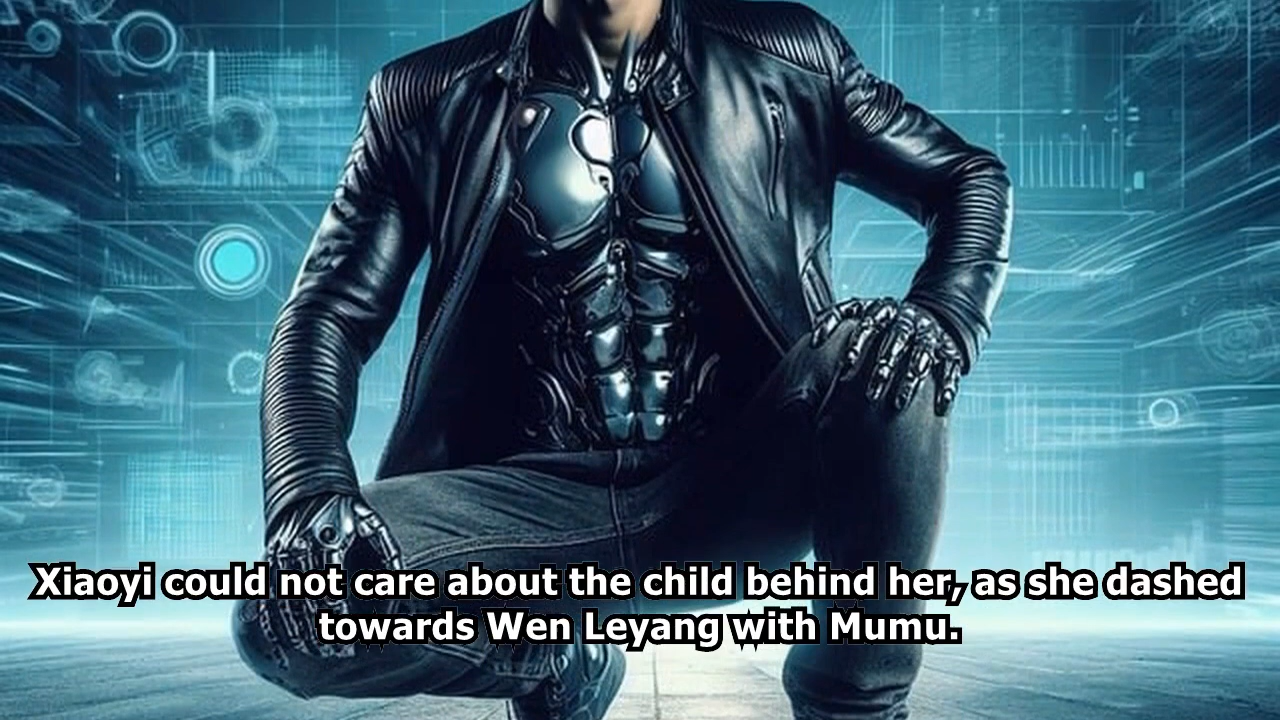 Xiaoyi could not care about the child behind her, as she dashed
towards Wen Leyang with Mumu.